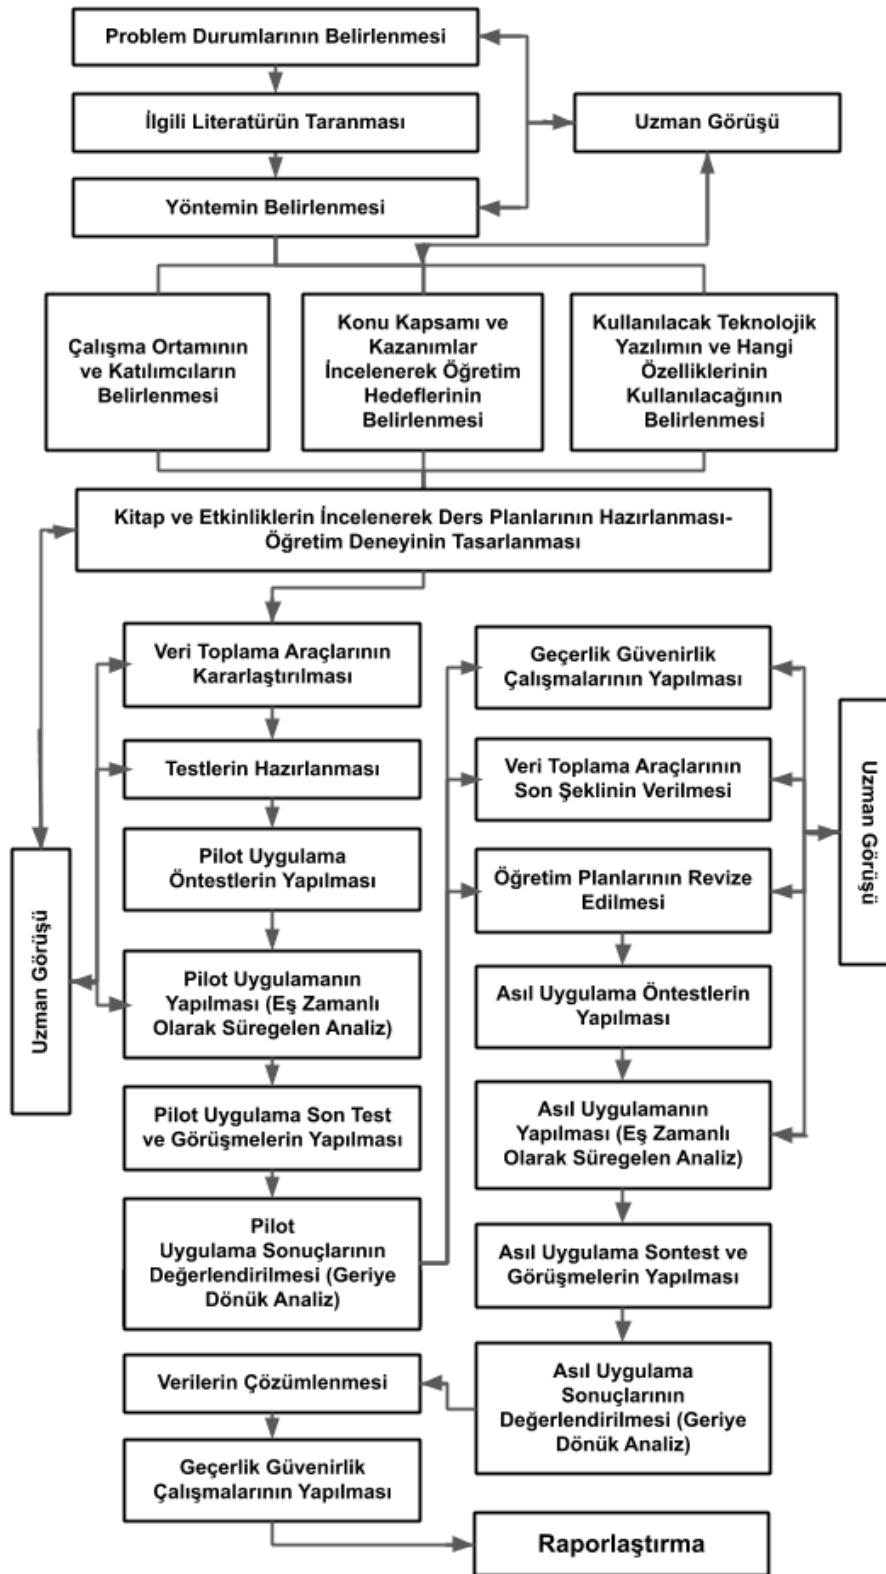 Problem Durumlarının Belirlenmesi
İlgili Literatürün Taranması
Uzman Görüşü
Yöntemin Belirlenmesi
Çalışma Ortamının
ve Katılımcıların
Belirlenmesi
Konu Kapsamı ve
Kazanımlar
İncelenerek Öğretim
Hedeflerinin
Belirlenmesi
Kullanılacak Teknolojik
Yazılımın ve Hangi
Özelliklerinin
Kullanılacağının
Belirlenmesi
Kitap ve Etkinliklerin İncelenerek Ders Planlarının Hazırlanması-
Öğretim Deneyinin Tasarlanması
Veri Toplama Araçlarının
Kararlaştırılması
Testlerin Hazırlanması
Pilot Uygulama
Öntestlerin Yapılması
Uzman Görüşü
Pilot Uygulamanın
Yapılması (Eş Zamanlı
Olarak Süregelen Analiz)
Pilot Uygulama Son Test
ve Görüşmelerin Yapılması
Pilot
Uygulama Sonuçlarının
Değerlendirilmesi (Geriye
Dönük Analiz)
Geçerlik Güvenirlik
Çalışmalarının Yapılması
Veri Toplama Araçlarının
Son Şeklinin Verilmesi
Uzman Görüşü
Öğretim Planlarının Revize
Edilmesi
Asıl Uygulama Öntestlerin
Yapılması
Asıl Uygulamanın
Yapılması (Eş Zamanlı
Olarak Süregelen Analiz)
Asıl Uygulama Sontest ve
Görüşmelerin Yapılması
Asıl Uygulama
Sonuçlarının
Değerlendirilmesi (Geriye
Dönük Analiz)
Verilerin Çözümlenmesi
Geçerlik Güvenirlik
Çalışmalarının Yapılması
Raporlaştırma